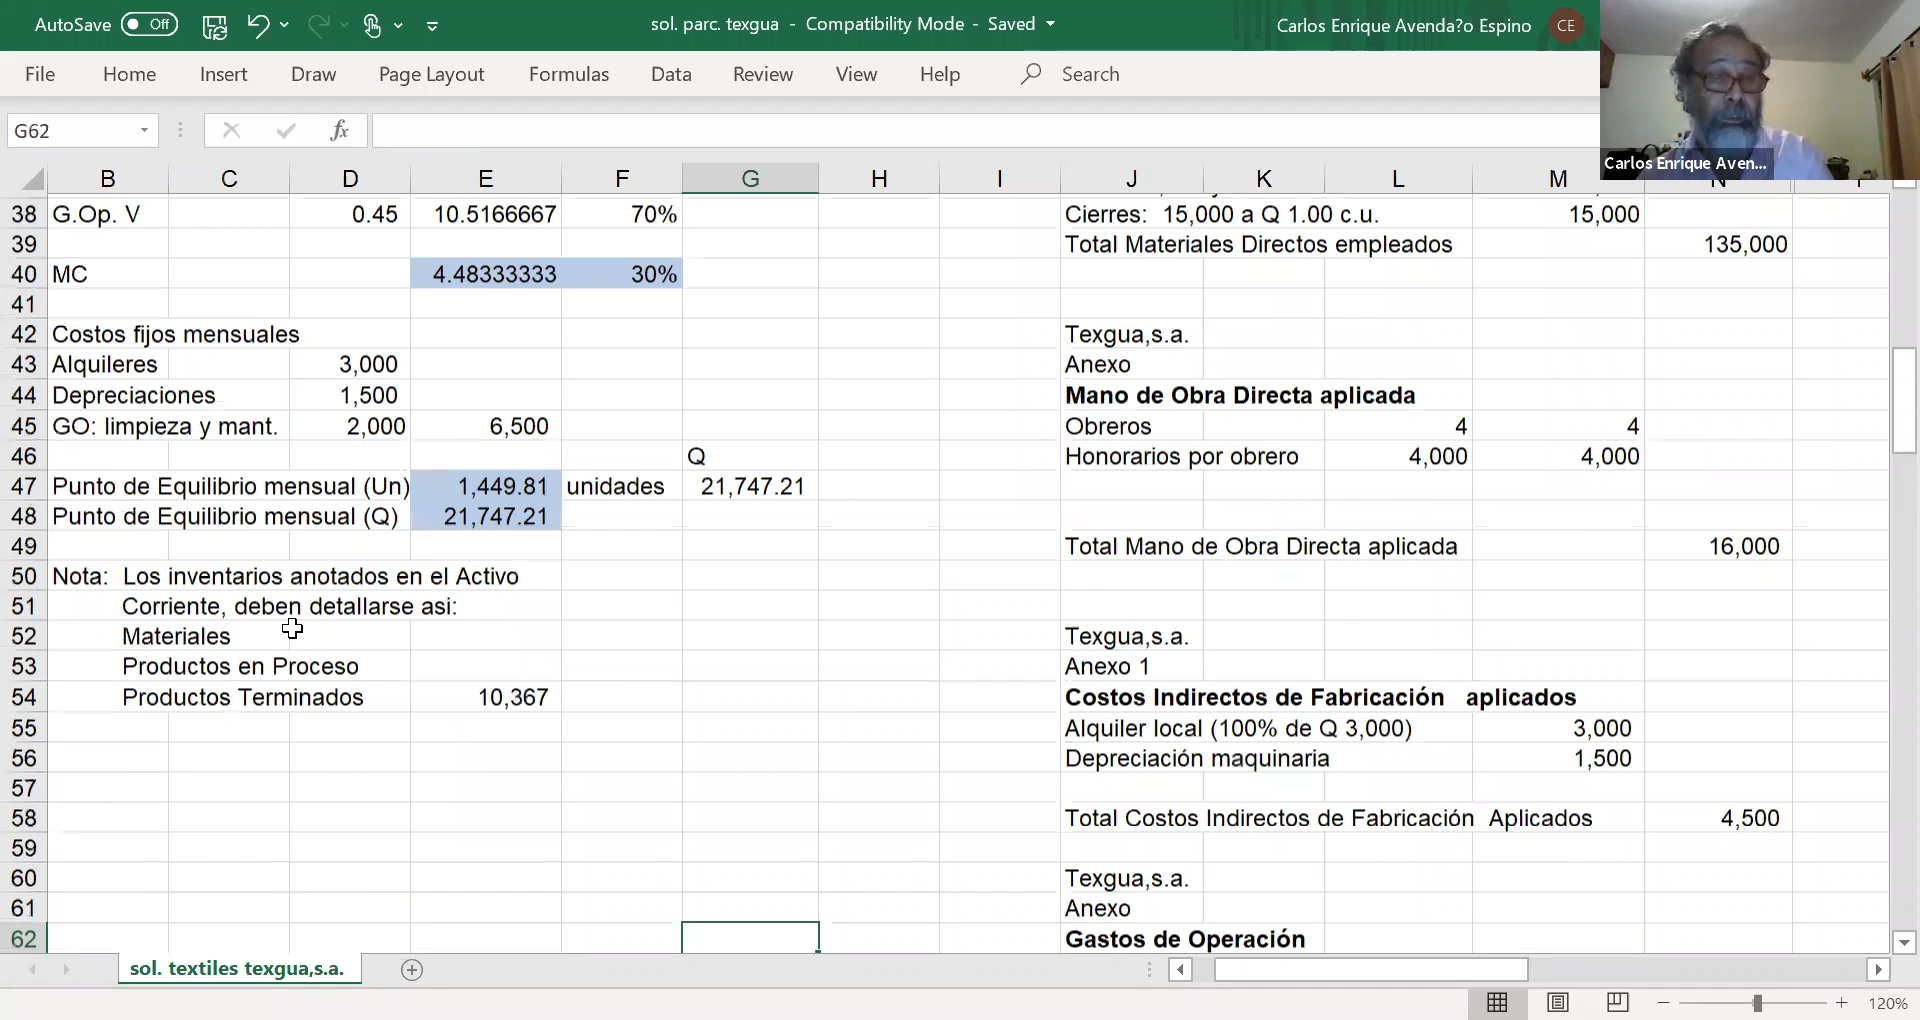 AutoSave Off sol. parc. texgua - Compatibility Mode - Saved Carlos Enrique Avenda?o Espino CE
File Home Insert Draw Page Layout Formulas Data Review View Help Search
Carlos Enrique Aven...
G62 fx
B C D E F G H I J K L M N
38 G.Op. V 0.45 10.5166667 70% Cierres: 15,000 a Q 1.00 c.u. 15,000
39 Total Materiales Directos empleados 135,000
40 MC 4.48333333 30%
41
42 Costos fijos mensuales Texgua,s.a.
43 Alquileres 3,000 Anexo
44 Depreciaciones 1,500 Mano de Obra Directa aplicada
45 GO: limpieza y mant. 2,000 6,500 Obreros 4 4
46 Q Honorarios por obrero 4,000 4,000
47 Punto de Equilibrio mensual (Un) 1,449.81 unidades 21,747.21
48 Punto de Equilibrio mensual (Q) 21,747.21
49 Total Mano de Obra Directa aplicada 16,000
50 Nota: Los inventarios anotados en el Activo
51 Corriente, deben detallarse asi:
52 Materiales Texgua,s.a.
53 Productos en Proceso Anexo 1
54 Productos Terminados 10,367 Costos Indirectos de Fabricación aplicados
55 Alquiler local (100% de Q 3,000) 3,000
56 Depreciación maquinaria 1,500
57
58 Total Costos Indirectos de Fabricación Aplicados 4,500
59
60 Texgua,s.a.
61 Anexo
62 Gastos de Operación
sol. textiles texgua,s.a.
120%